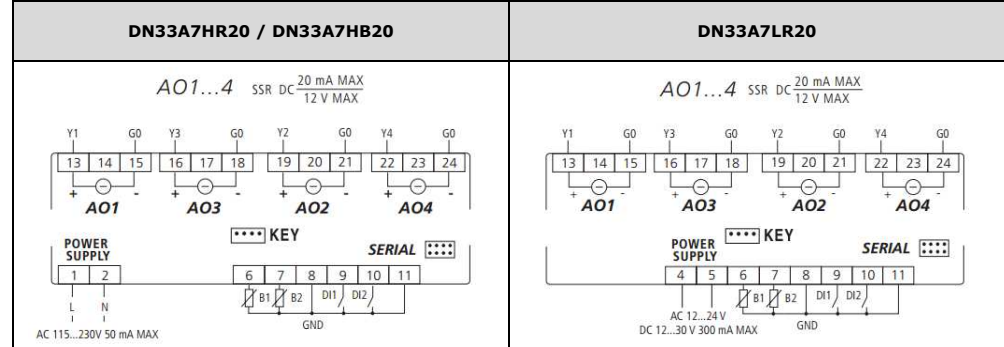 DN33A7HR20 / DN33A7HB20
AO1...4 SSR DC 20 mA MAX
12 V MAX
Y1 G0 Y3 G0 Y2 G0 Y4 G0
13 14 15 16 17 18 19 20 21 22 23 24
+ - + - + - + -
AO1 AO3 AO2 AO4
KEY
POWER
SUPPLY
SERIAL
1 2 6 7 8 9 10 11
B1 B2 DI1 DI2
L N
GND
AC 115...230V 50 mA MAX
DN33A7LR20
AO1...4 SSR DC 20 mA MAX
12 V MAX
Y1 G0 Y3 G0 Y2 G0 Y4 G0
13 14 15 16 17 18 19 20 21 22 23 24
+ - + - + - + -
AO1 AO3 AO2 AO4
KEY
POWER
SUPPLY
SERIAL
4 5 6 7 8 9 10 11
B1 B2 DI1 DI2
AC 12...24 V
DC 12...30 V 300 mA MAX
GND